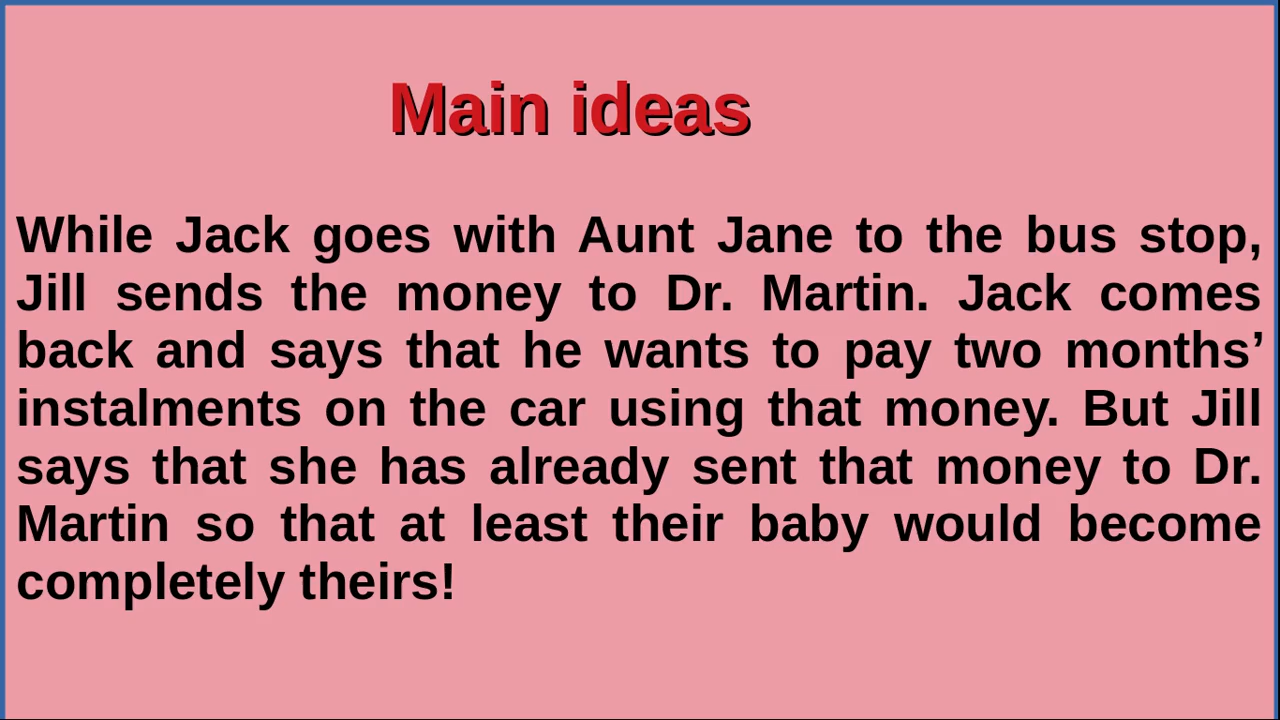 Main ideas
While Jack goes with Aunt Jane to the bus stop,
Jill sends the money to Dr. Martin. Jack comes
back and says that he wants to pay two months’
instalments on the car using that money. But Jill
says that she has already sent that money to Dr.
Martin so that at least their baby would become
completely theirs!